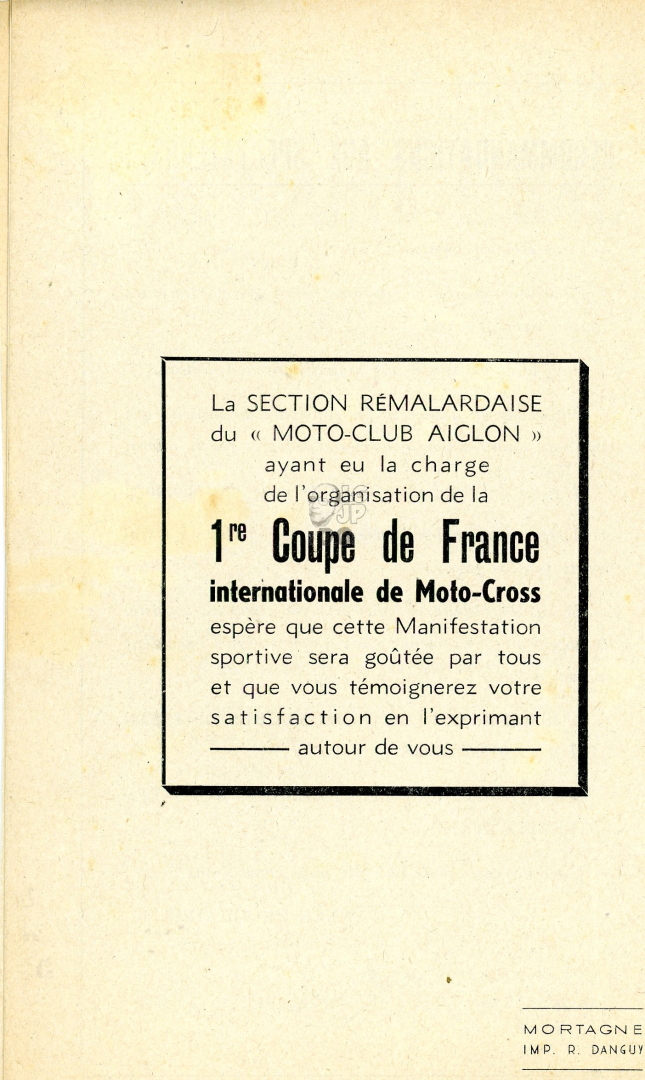 La SECTION RÉMALARDAISE
du « MOTO-CLUB AIGLON »
ayant eu la charge
de l'organisation de la
1re Coupe de France
internationale de Moto-Cross
espère que cette Manifestation
sportive sera goûtée par tous
et que vous témoignerez votre
satisfaction en l'exprimant
autour de vous
MORTAGNE
IMP. R. DANGUY